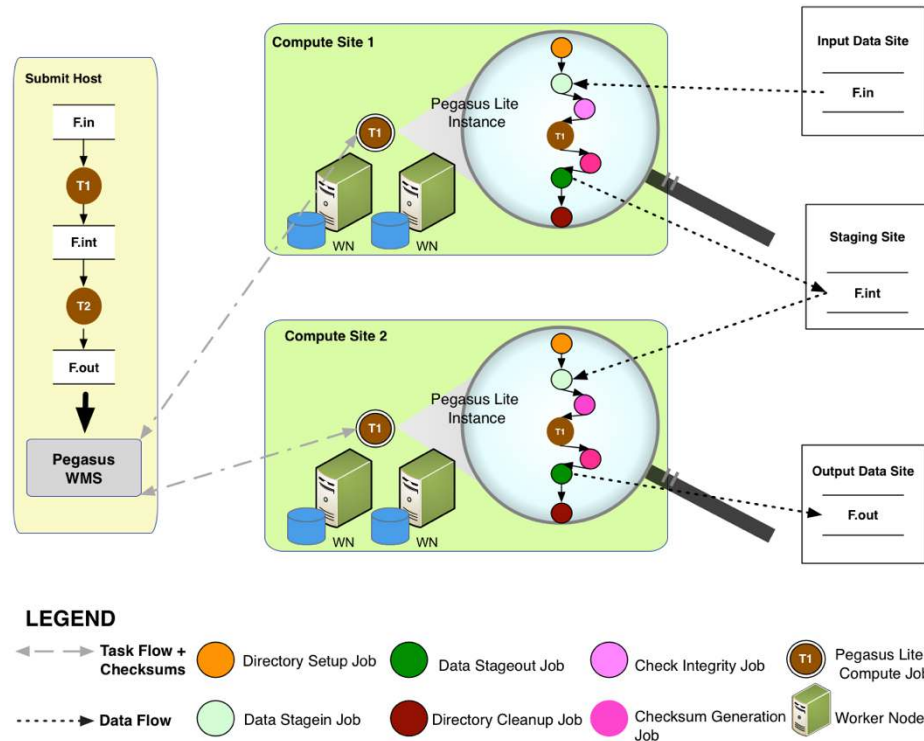 Submit Host
F.in
T1
F.int
T2
F.out
Pegasus
WMS
Compute Site 1
Pegasus Lite
Instance
T1
WN
WN
T1
Compute Site 2
Pegasus Lite
Instance
T1
WN
WN
T1
Input Data Site
F.in
Staging Site
F.int
Output Data Site
F.out
LEGEND
Task Flow +
Checksums
Directory Setup Job
Data Stageout Job
Check Integrity Job
T1
Pegasus Lite
Compute Job
Data Flow
Data Stagein Job
Directory Cleanup Job
Checksum Generation
Job
Worker Node